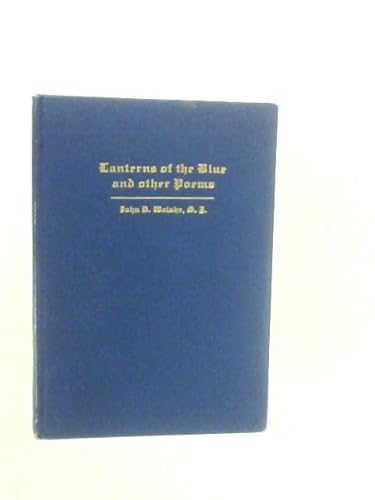 Lanterns of the Blue
and other Poems
John D. Walshe, S. J.